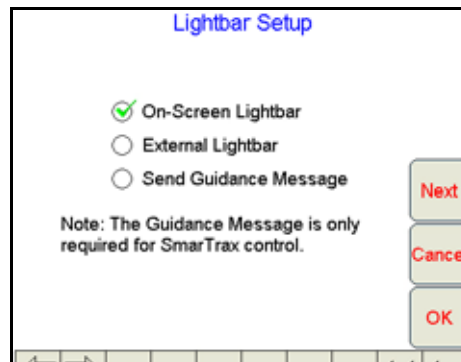 Lightbar Setup
On-Screen Lightbar
External Lightbar
Send Guidance Message
Note: The Guidance Message is only
required for SmarTrax control.
Next
Cance
OK